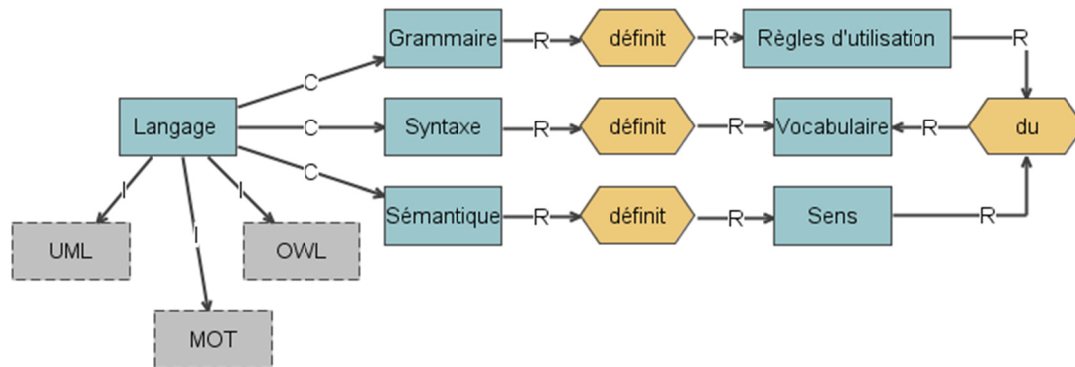 Grammaire
R
définit
R
Règles d'utilisation
R
C
Langage
C
Syntaxe
R
définit
R
Vocabulaire
R
du
C
Sémantique
R
définit
R
Sens
R
I
I
I
UML
OWL
MOT